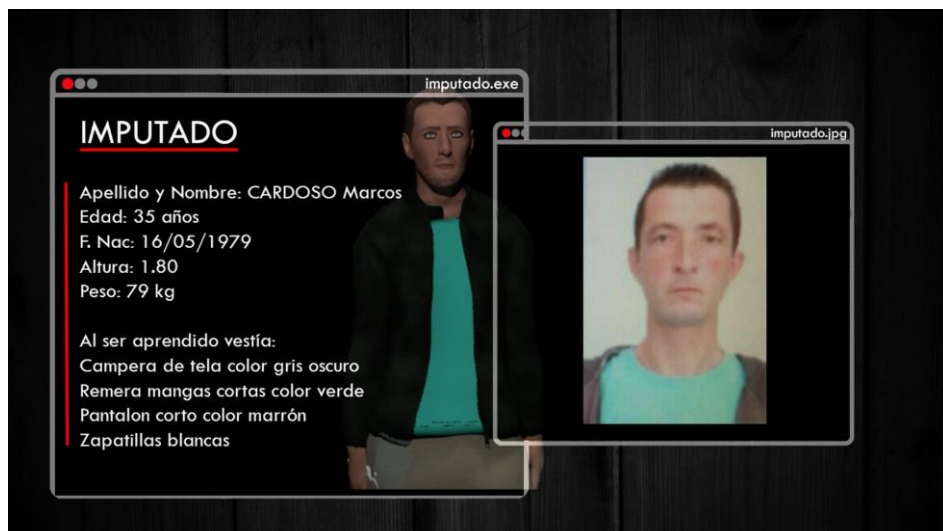 imputado.exe
IMPUTADO
Apellido y Nombre: CARDOSO Marcos
Edad: 35 años
F. Nac: 16/05/1979
Altura: 1.80
Peso: 79 kg
Al ser aprendido vestía:
Campera de tela color gris oscuro
Remera mangas cortas color verde
Pantalon corto color marrón
Zapatillas blancas
imputado.jpg